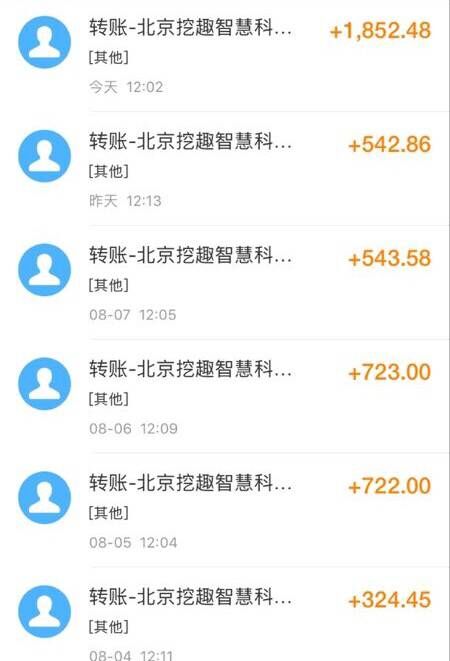 转账-北京挖趣智慧科...
+1,852.48
[其他]
今天 12:02
转账-北京挖趣智慧科...
+542.86
[其他]
昨天 12:13
转账-北京挖趣智慧科...
+543.58
[其他]
08-07 12:05
转账-北京挖趣智慧科...
+723.00
[其他]
08-06 12:09
转账-北京挖趣智慧科...
+722.00
[其他]
08-05 12:04
转账-北京挖趣智慧科...
+324.45
[其他]
08-04 12:11